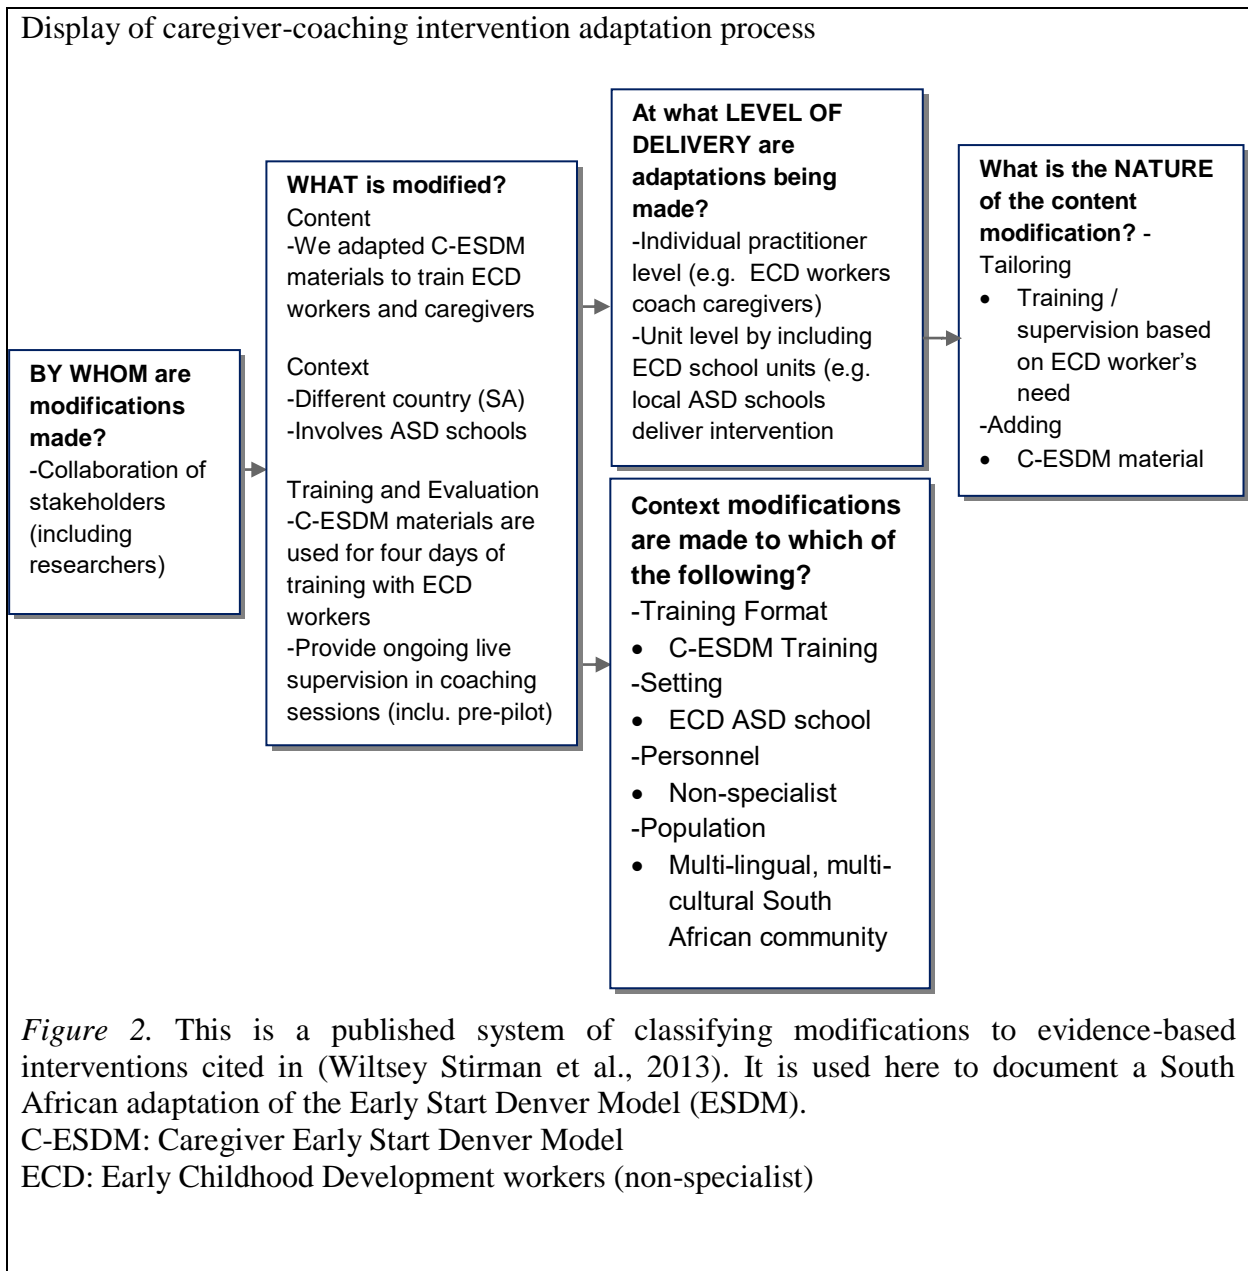 Display of caregiver-coaching intervention adaptation process
BY WHOM are
modifications
made?
-Collaboration of
stakeholders
(including
researchers)
WHAT is modified?
Content
-We adapted C-ESDM
materials to train ECD
workers and caregivers
Context
-Different country (SA)
-Involves ASD schools
Training and Evaluation
-C-ESDM materials are
used for four days of
training with ECD
workers
-Provide ongoing live
supervision in coaching
sessions (inclu. pre-pilot)
At what LEVEL OF
DELIVERY are
adaptations being
made?
-Individual practitioner
level (e.g. ECD workers
coach caregivers)
-Unit level by including
ECD school units (e.g.
local ASD schools
deliver intervention
What is the NATURE
of the content
modification? -
Tailoring
• Training /
supervision based
on ECD worker’s
need
-Adding
• C-ESDM material
Context modifications
are made to which of
the following?
-Training Format
• C-ESDM Training
-Setting
• ECD ASD school
-Personnel
• Non-specialist
-Population
• Multi-lingual, multi-
cultural South
African community
Figure 2. This is a published system of classifying modifications to evidence-based
interventions cited in (Wiltsey Stirman et al., 2013). It is used here to document a South
African adaptation of the Early Start Denver Model (ESDM).
C-ESDM: Caregiver Early Start Denver Model
ECD: Early Childhood Development workers (non-specialist)